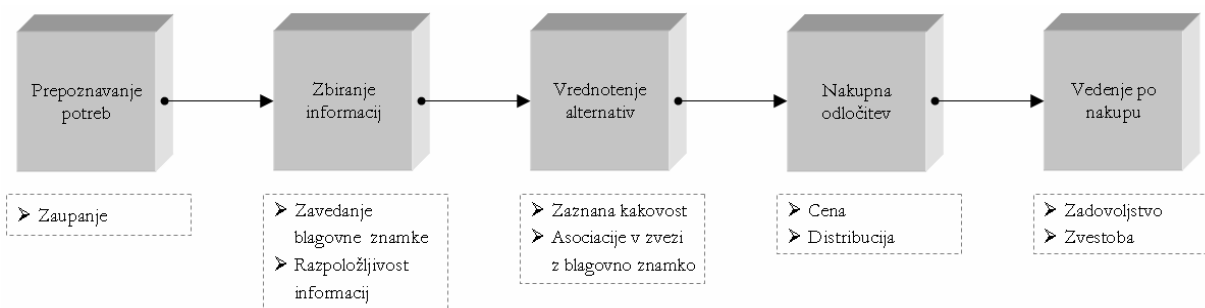 Prepoznavanje
potreb
Zbiranje
informacij
Vrednotenje
alternativ
Nakupna
odločitev
Vedenje po
nakupu
➢ Zaupanje
➢ Zavedanje
blagovne znamke
➢ Razpoložljivost
informacij
➢ Zaznana kakovost
➢ Asociacije v zvezi
z blagovno znamko
➢ Cena
➢ Distribucija
➢ Zadovoljstvo
➢ Zvestoba